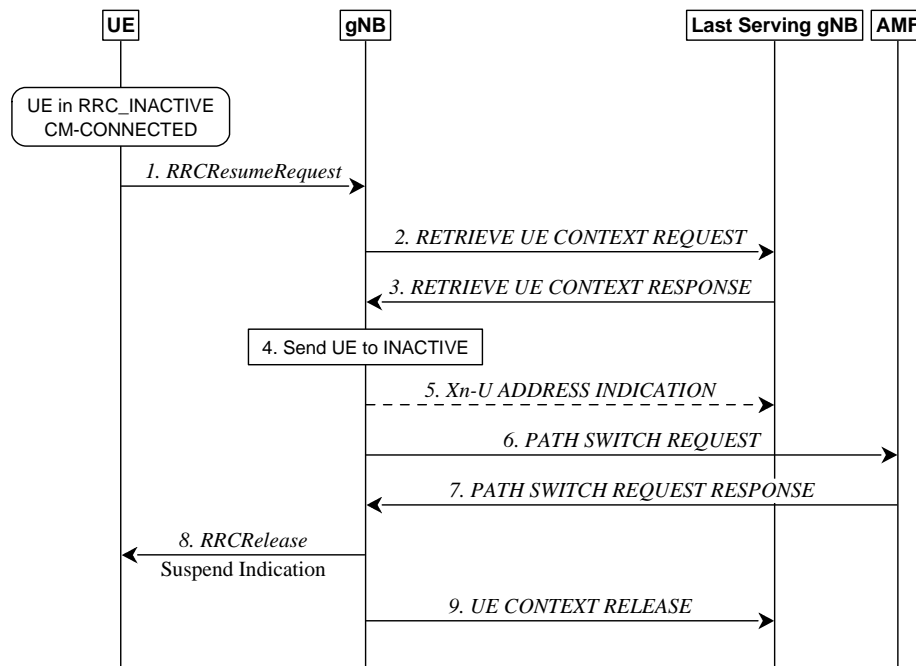 UE
gNB
Last Serving gNB
AMF
UE in RRC_INACTIVE
CM-CONNECTED
1. RRCResumeRequest
2. RETRIEVE UE CONTEXT REQUEST
3. RETRIEVE UE CONTEXT RESPONSE
4. Send UE to INACTIVE
5. Xn-U ADDRESS INDICATION
6. PATH SWITCH REQUEST
7. PATH SWITCH REQUEST RESPONSE
8. RRCRelease
Suspend Indication
9. UE CONTEXT RELEASE